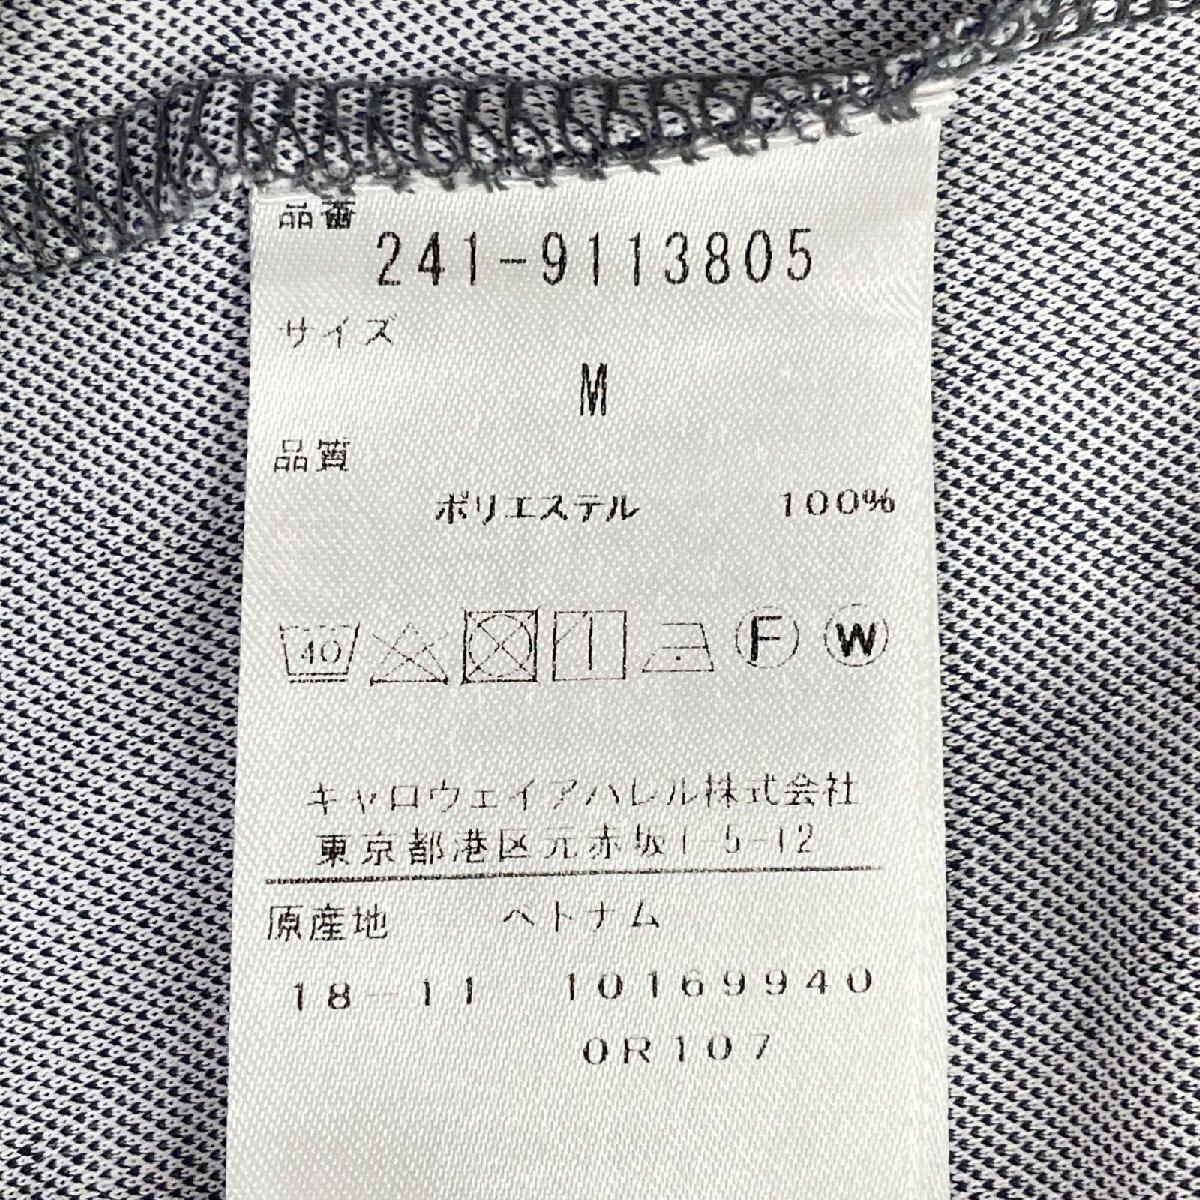 品番
241-9113805
サイズ
M
品質
ポリエステル 100%
40 F W
キャロウェイアパレル株式会社
東京都港区元赤坂1-5-12
原産地 ベトナム
18-11 10169940
0R107